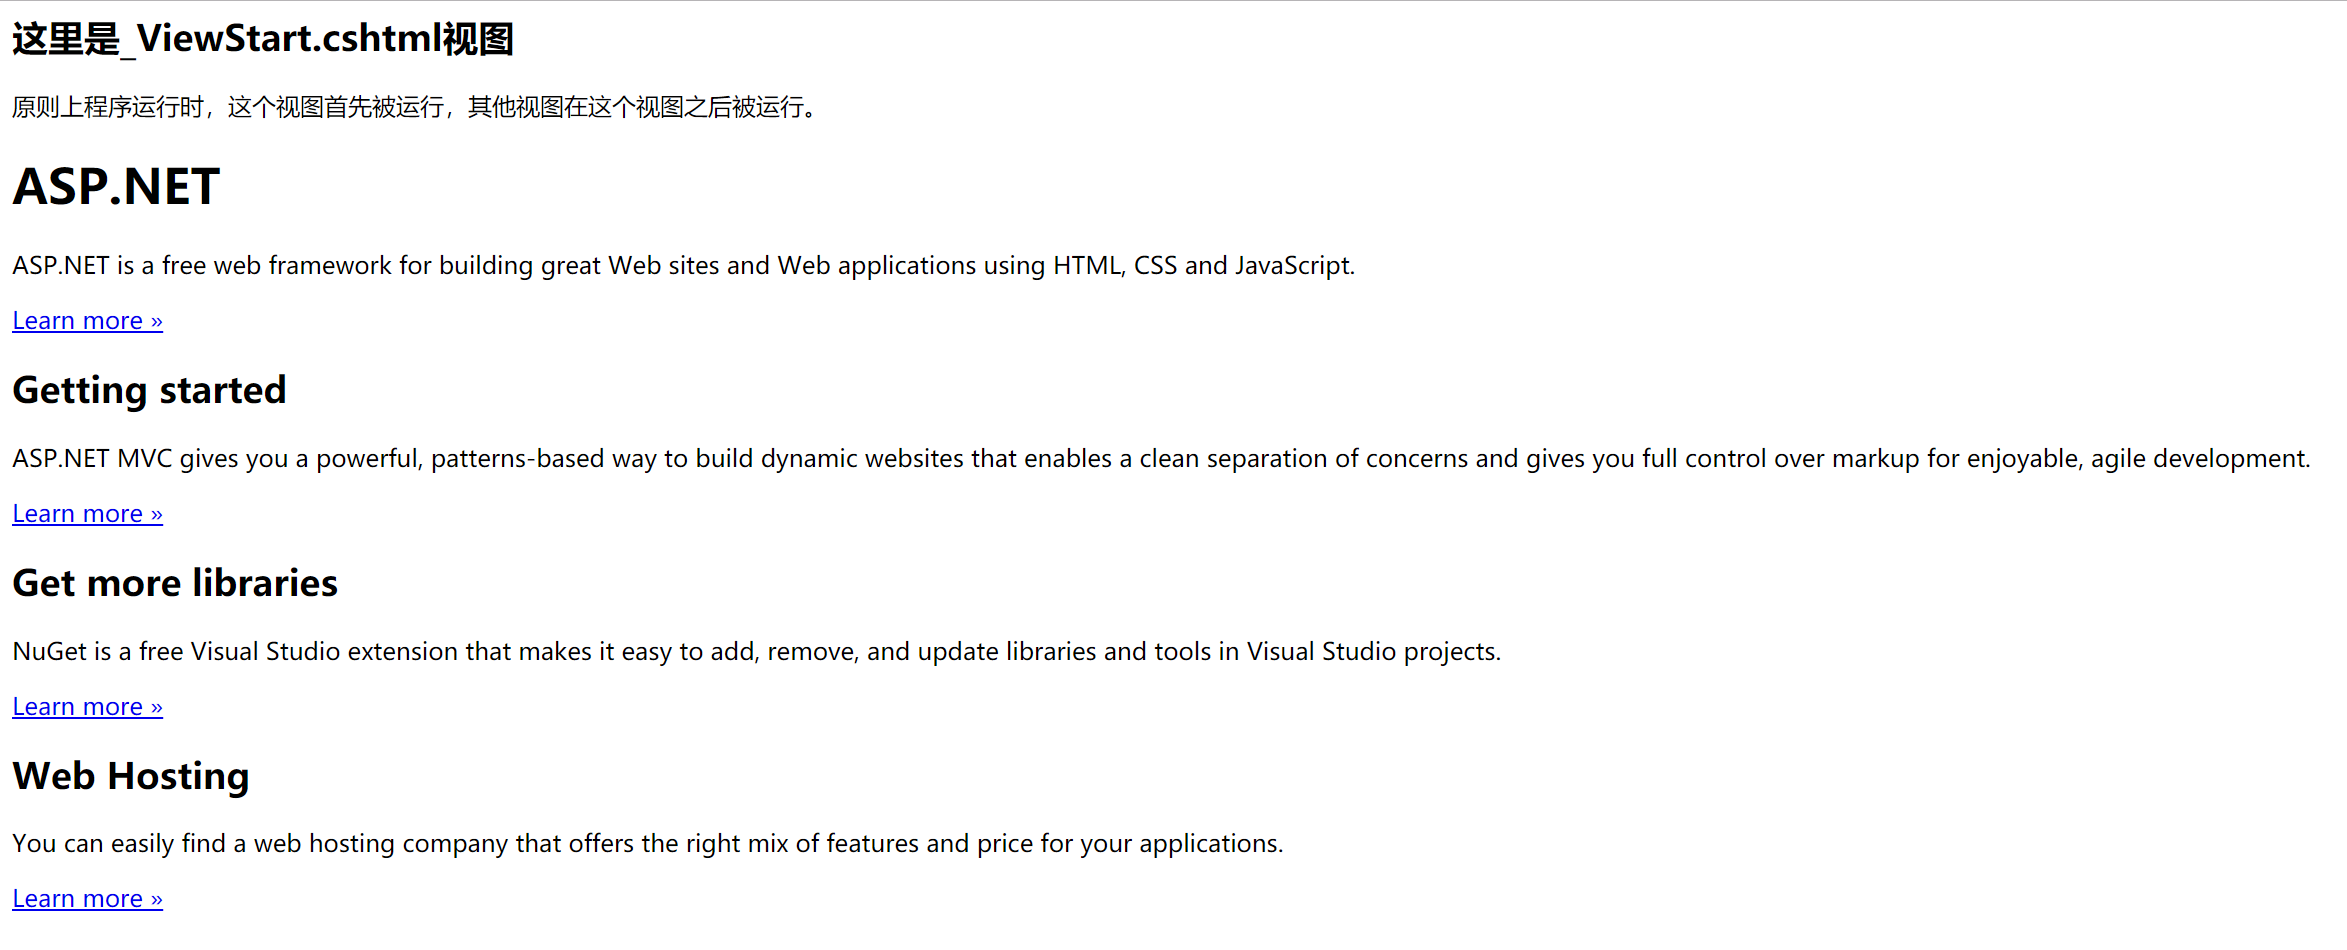 这里是_ViewStart.cshtml视图
原则上程序运行时，这个视图首先被运行，其他视图在这个视图之后被运行。
ASP.NET
ASP.NET is a free web framework for building great Web sites and Web applications using HTML, CSS and JavaScript.
Learn more »
Getting started
ASP.NET MVC gives you a powerful, patterns-based way to build dynamic websites that enables a clean separation of concerns and gives you full control over markup for enjoyable, agile development.
Learn more »
Get more libraries
NuGet is a free Visual Studio extension that makes it easy to add, remove, and update libraries and tools in Visual Studio projects.
Learn more »
Web Hosting
You can easily find a web hosting company that offers the right mix of features and price for your applications.
Learn more »